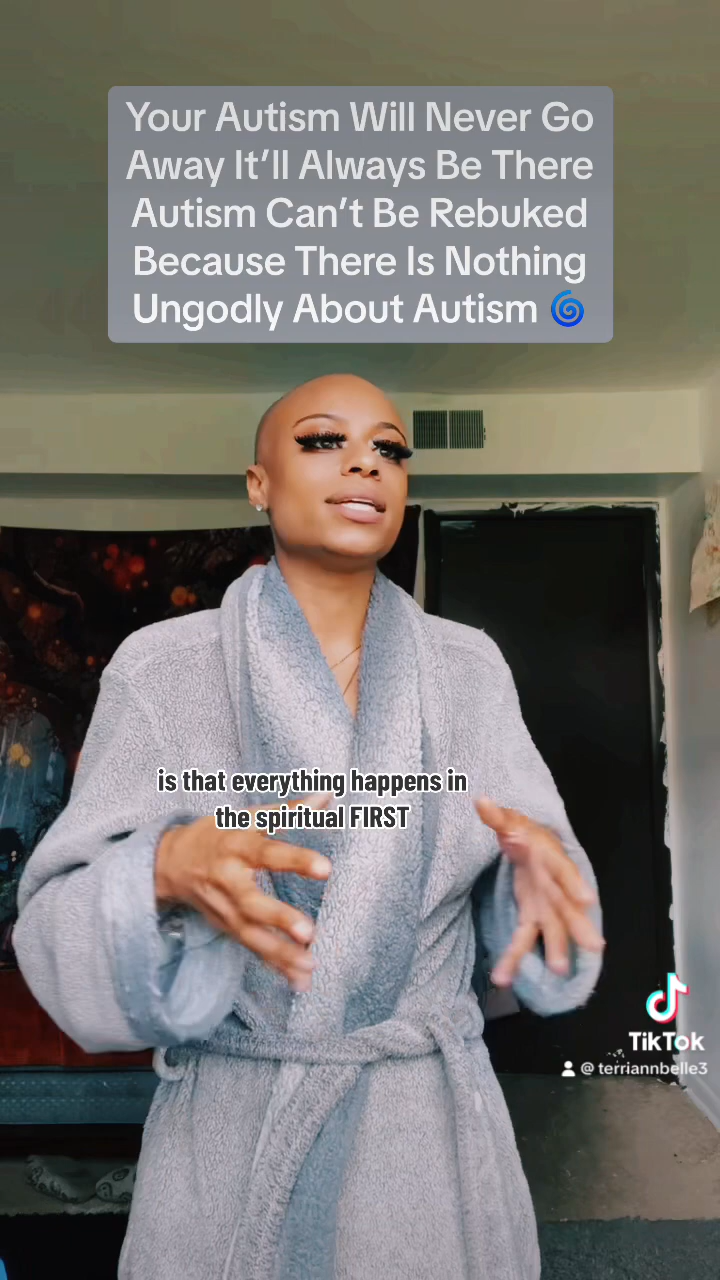 Your Autism Will Never Go
Away It’ll Always Be There
Autism Can’t Be Rebuked
Because There Is Nothing
Ungodly About Autism 🌀
is that everything happens in
the spiritual FIRST
TikTok
@terriannbelle3